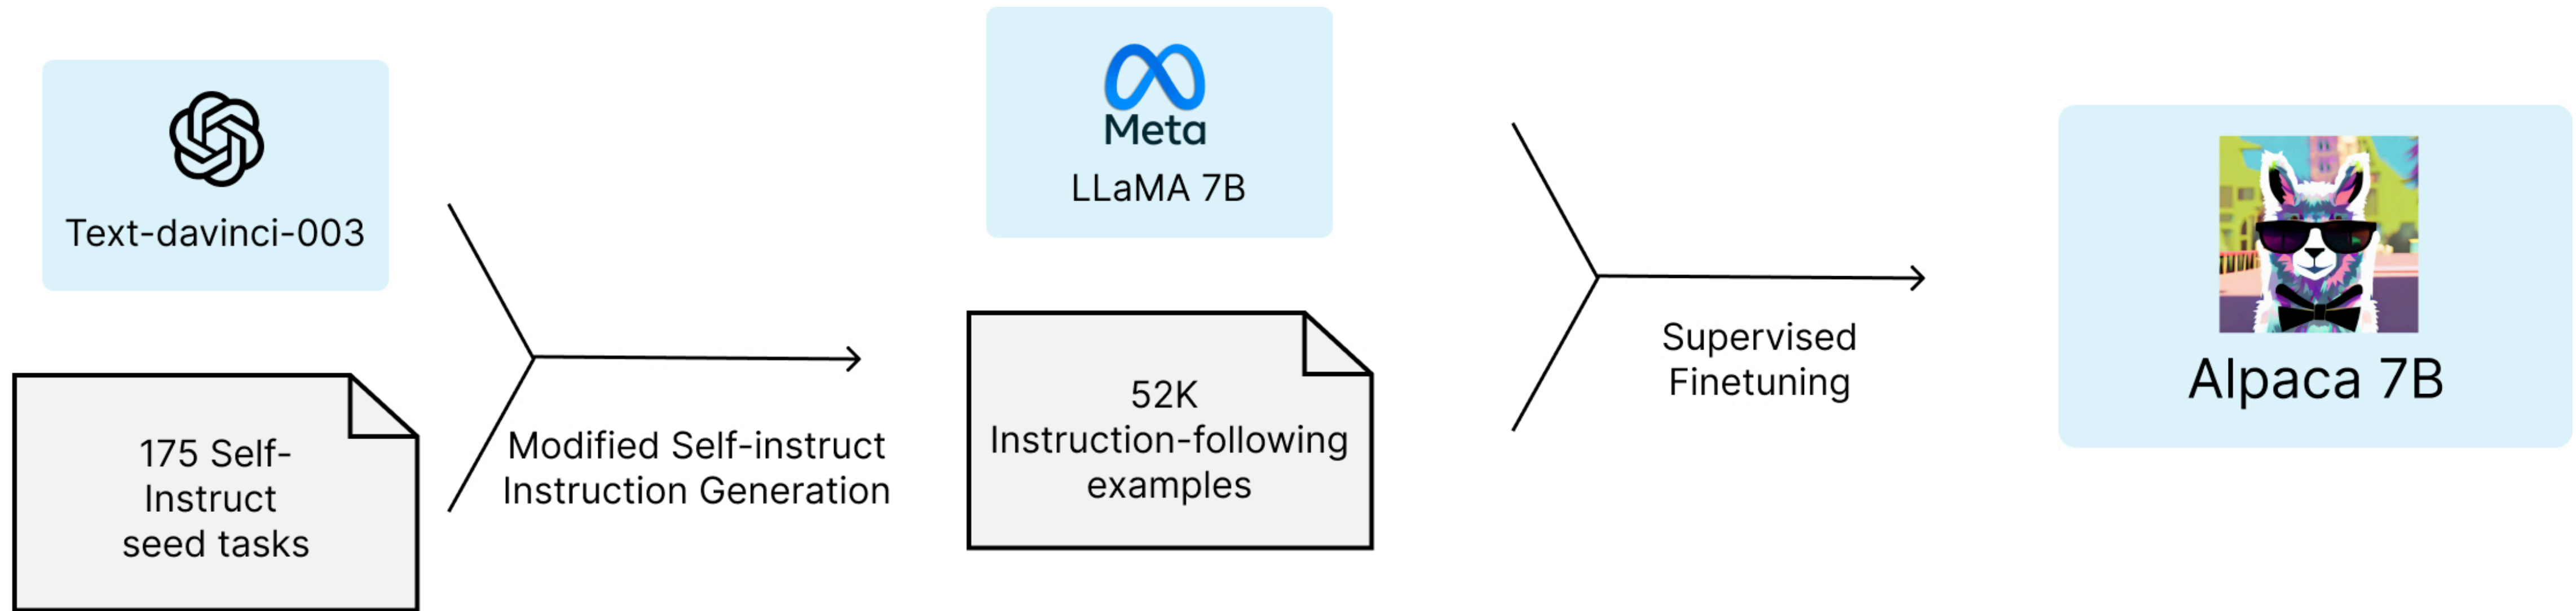 Text-davinci-003
175 Self-
Instruct
seed tasks
Modified Self-instruct
Instruction Generation
Meta
LLaMA 7B
52K
Instruction-following
examples
Supervised
Finetuning
Alpaca 7B